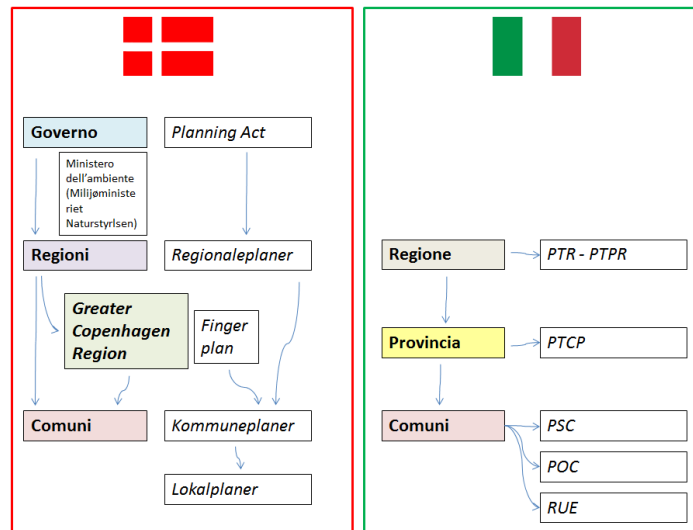 Governo
Planning Act
Ministero
dell'ambiente
(Milijøministe
riet
Naturstyrlsen)
Regioni
Regionaleplaner
Greater
Copenhagen
Region
Finger
plan
Comuni
Kommuneplaner
Lokalplaner
Regione
PTR - PTPR
Provincia
PTCP
Comuni
PSC
POC
RUE